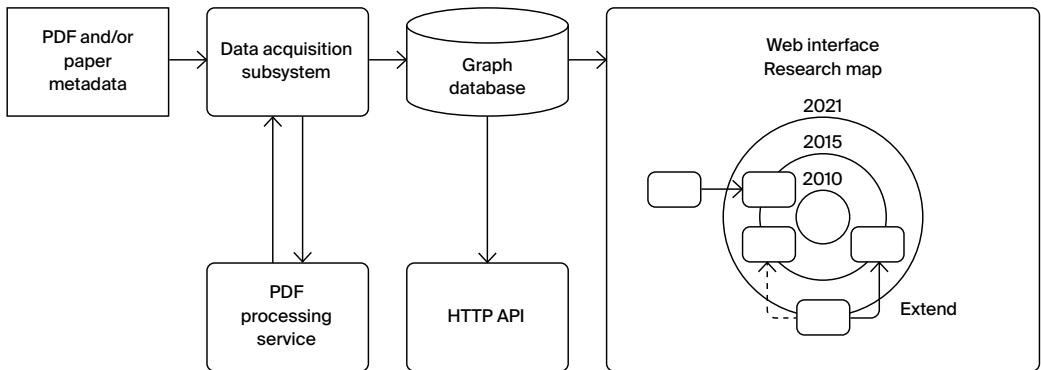 PDF and/or
paper
metadata
Data acquisition
subsystem
Graph
database
Web interface
Research map
2021
2015
2010
Extend
PDF
processing
service
HTTP API